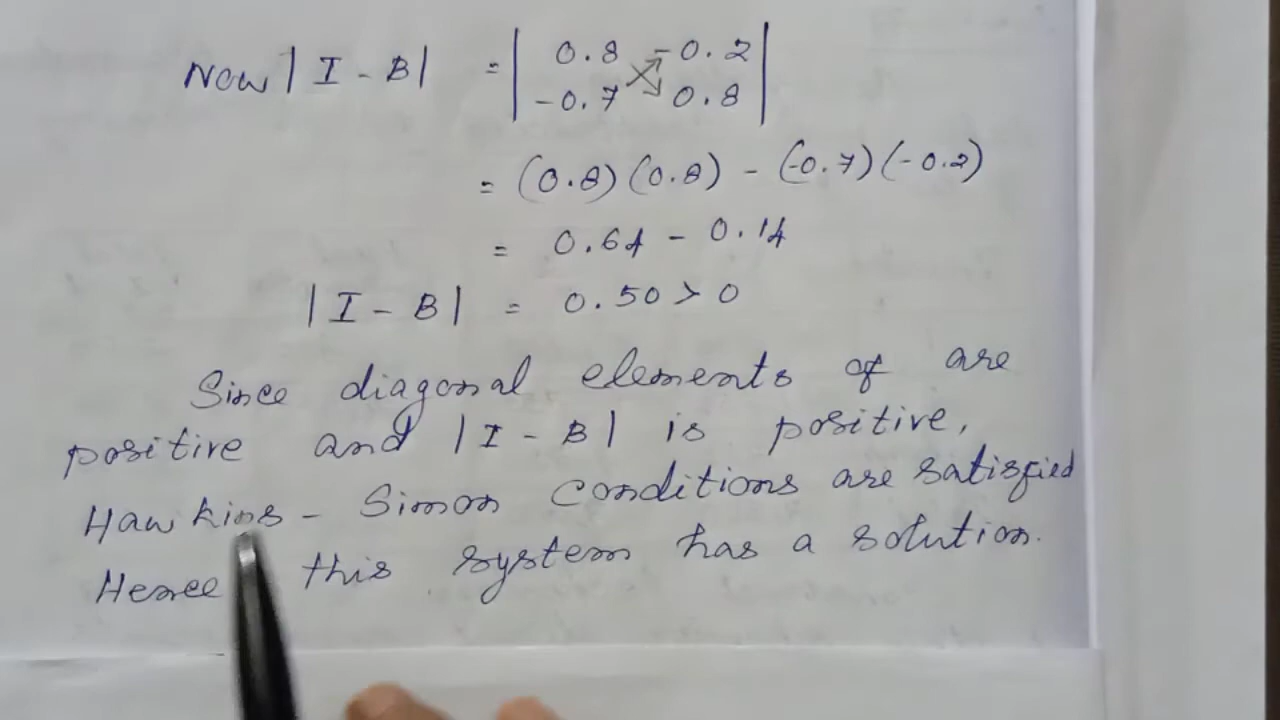 Now |I - B| = | 0.8 -0.2 |
| -0.7 0.8 |
= (0.8)(0.8) - (-0.7)(-0.2)
= 0.64 - 0.14
|I - B| = 0.50 > 0
Since diagonal elements of are
positive and |I - B| is positive,
Hawkins - Simon conditions are satisfied
Hence this system has a solution.